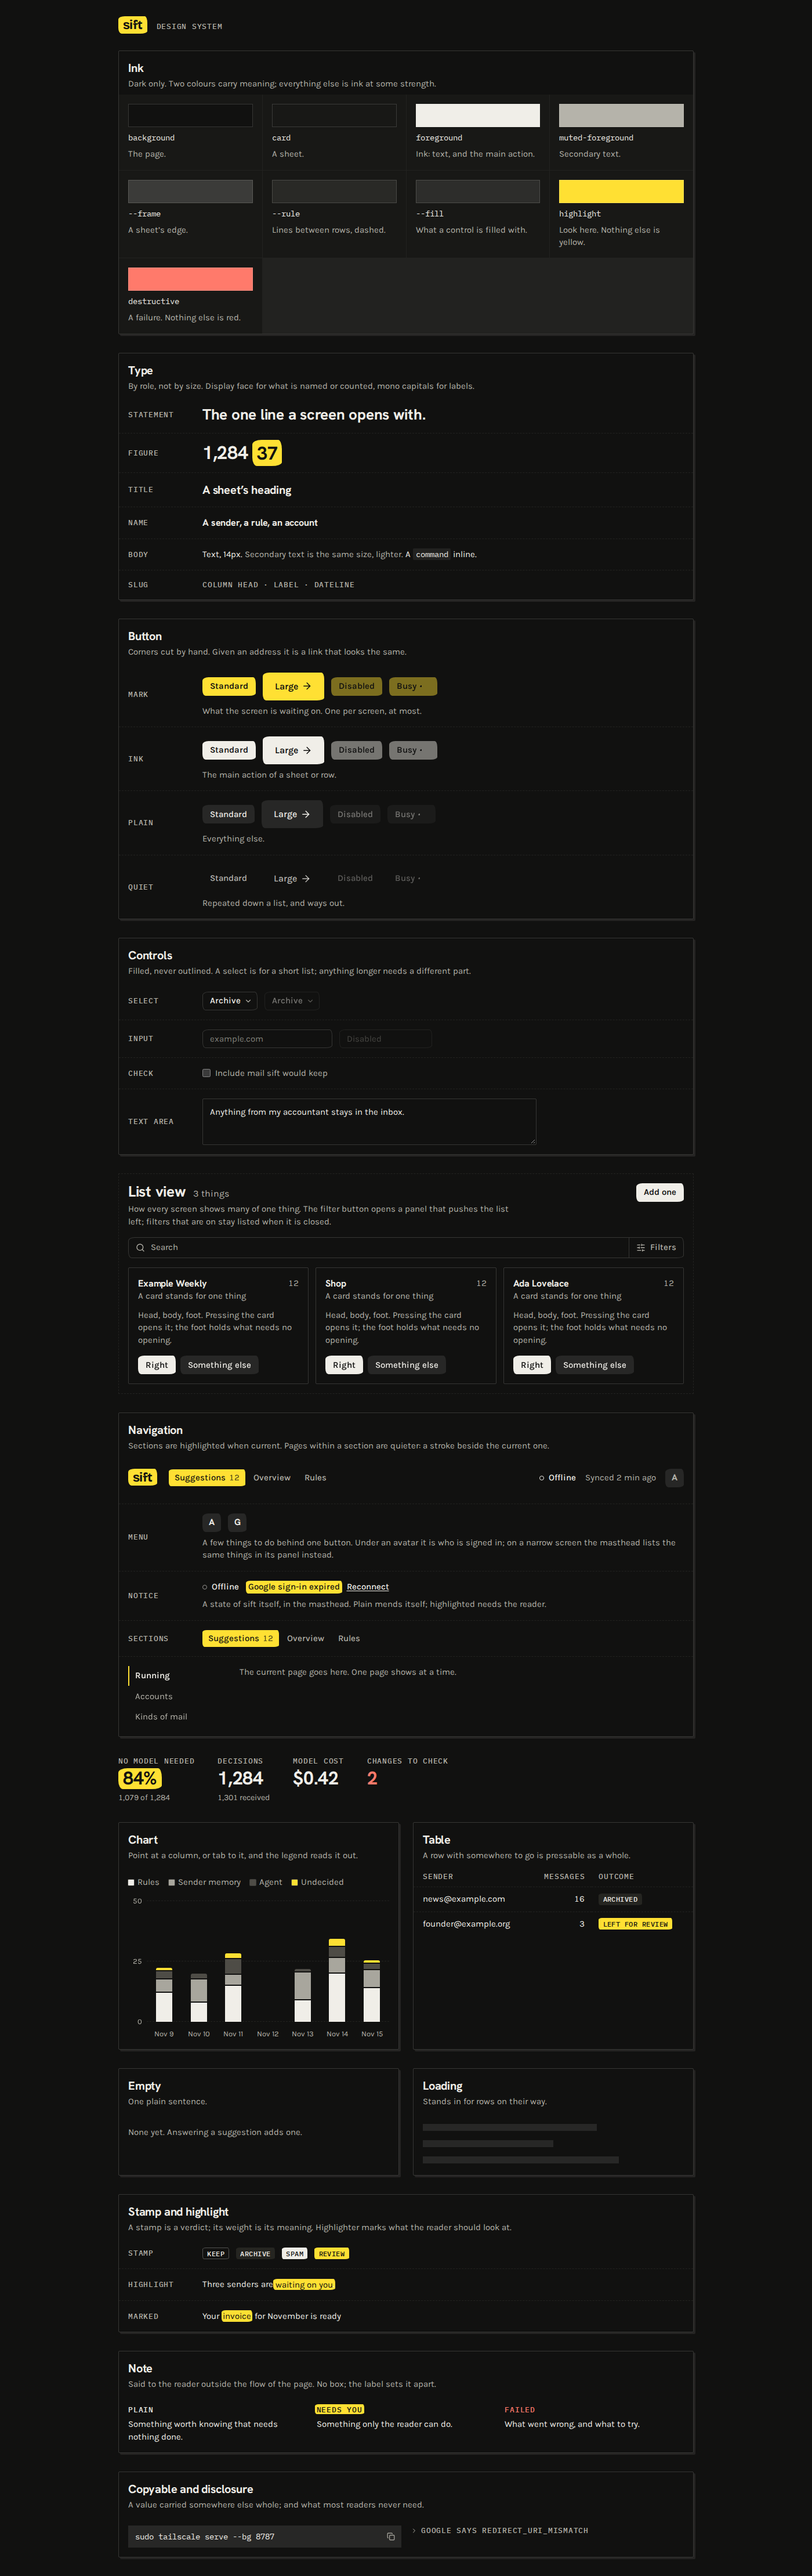 sift DESIGN SYSTEM
Ink
Dark only. Two colours carry meaning; everything else is ink at some strength.
background
The page.
card
A sheet.
foreground
Ink: text, and the main action.
muted-foreground
Secondary text.
--frame
A sheet's edge.
--rule
Lines between rows, dashed.
--fill
What a control is filled with.
highlight
Look here. Nothing else is
yellow.
destructive
A failure. Nothing else is red.
Type
By role, not by size. Display face for what is named or counted, mono capitals for labels.
STATEMENT The one line a screen opens with.
FIGURE 1,284 37
TITLE A sheet’s heading
NAME A sender, a rule, an account
BODY Text, 14px. Secondary text is the same size, lighter. A command inline.
SLUG COLUMN HEAD · LABEL · DATELINE
Button
Corners cut by hand. Given an address it is a link that looks the same.
MARK Standard Large → Disabled Busy ·
What the screen is waiting on. One per screen, at most.
INK Standard Large → Disabled Busy ·
The main action of a sheet or row.
PLAIN Standard Large → Disabled Busy ·
Everything else.
QUIET Standard Large → Disabled Busy ·
Repeated down a list, and ways out.
Controls
Filled, never outlined. A select is for a short list; anything longer needs a different part.
SELECT Archive Archive
INPUT example.com Disabled
CHECK Include mail sift would keep
TEXT AREA Anything from my accountant stays in the inbox.
List view 3 things Add one
How every screen shows many of one thing. The filter button opens a panel that pushes the list
left; filters that are on stay listed when it is closed.
Search Filters
Example Weekly 12
A card stands for one thing
Head, body, foot. Pressing the card
opens it; the foot holds what needs no
opening.
Right Something else
Shop 12
A card stands for one thing
Head, body, foot. Pressing the card
opens it; the foot holds what needs no
opening.
Right Something else
Ada Lovelace 12
A card stands for one thing
Head, body, foot. Pressing the card
opens it; the foot holds what needs no
opening.
Right Something else
Navigation
Sections are highlighted when current. Pages within a section are quieter: a stroke beside the current one.
sift Suggestions 12 Overview Rules Offline Synced 2 min ago A
MENU A G
A few things to do behind one button. Under an avatar it is who is signed in; on a narrow screen the masthead lists the
same things in its panel instead.
NOTICE Offline Google sign-in expired Reconnect
A state of sift itself, in the masthead. Plain mends itself; highlighted needs the reader.
SECTIONS Suggestions 12 Overview Rules
Running The current page goes here. One page shows at a time.
Accounts
Kinds of mail
NO MODEL NEEDED
84%
1,079 of 1,284
DECISIONS
1,284
1,301 received
MODEL COST
$0.42
CHANGES TO CHECK
2
Chart
Point at a column, or tab to it, and the legend reads it out.
Rules Sender memory Agent Undecided
50
25
0
Nov 9 Nov 10 Nov 11 Nov 12 Nov 13 Nov 14 Nov 15
Table
A row with somewhere to go is pressable as a whole.
SENDER MESSAGES OUTCOME
news@example.com 16 ARCHIVED
founder@example.org 3 LEFT FOR REVIEW
Empty
One plain sentence.
None yet. Answering a suggestion adds one.
Loading
Stands in for rows on their way.
Stamp and highlight
A stamp is a verdict; its weight is its meaning. Highlighter marks what the reader should look at.
STAMP KEEP ARCHIVE SPAM REVIEW
HIGHLIGHT Three senders are waiting on you
MARKED Your invoice for November is ready
Note
Said to the reader outside the flow of the page. No box; the label sets it apart.
PLAIN
Something worth knowing that needs
nothing done.
NEEDS YOU
Something only the reader can do.
FAILED
What went wrong, and what to try.
Copyable and disclosure
A value carried somewhere else whole; and what most readers never need.
sudo tailscale serve --bg 8787
› GOOGLE SAYS REDIRECT_URI_MISMATCH